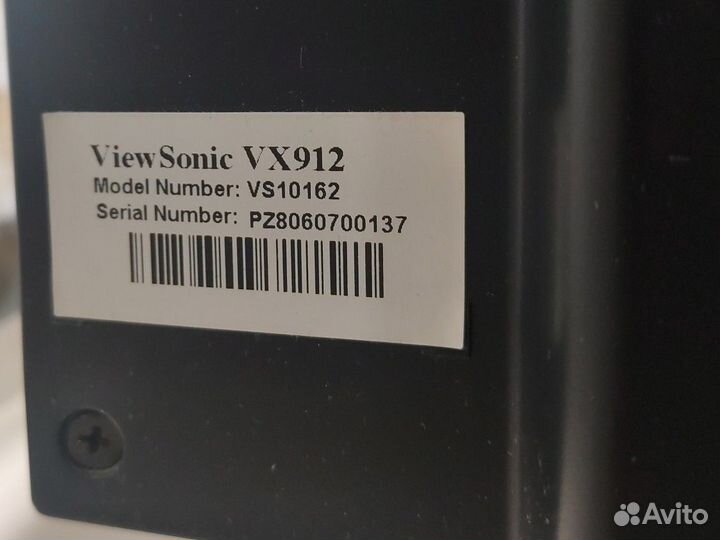 ViewSonic VX912
Model Number: VS10162
Serial Number: PZ8060700137
Avito